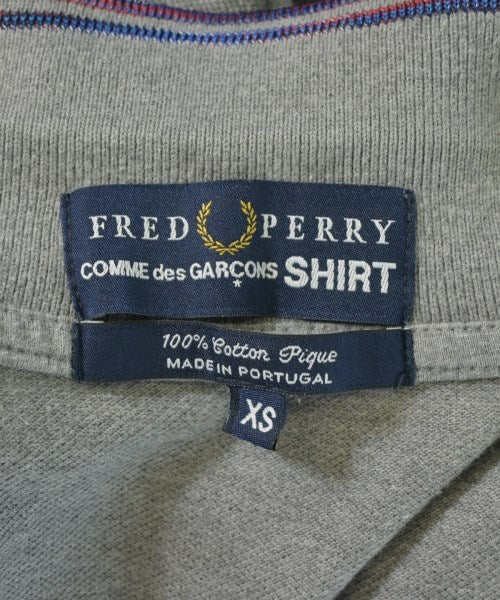 FRED PERRY
COMME des GARÇONS SHIRT
100% Cotton Pique
MADE IN PORTUGAL
XS